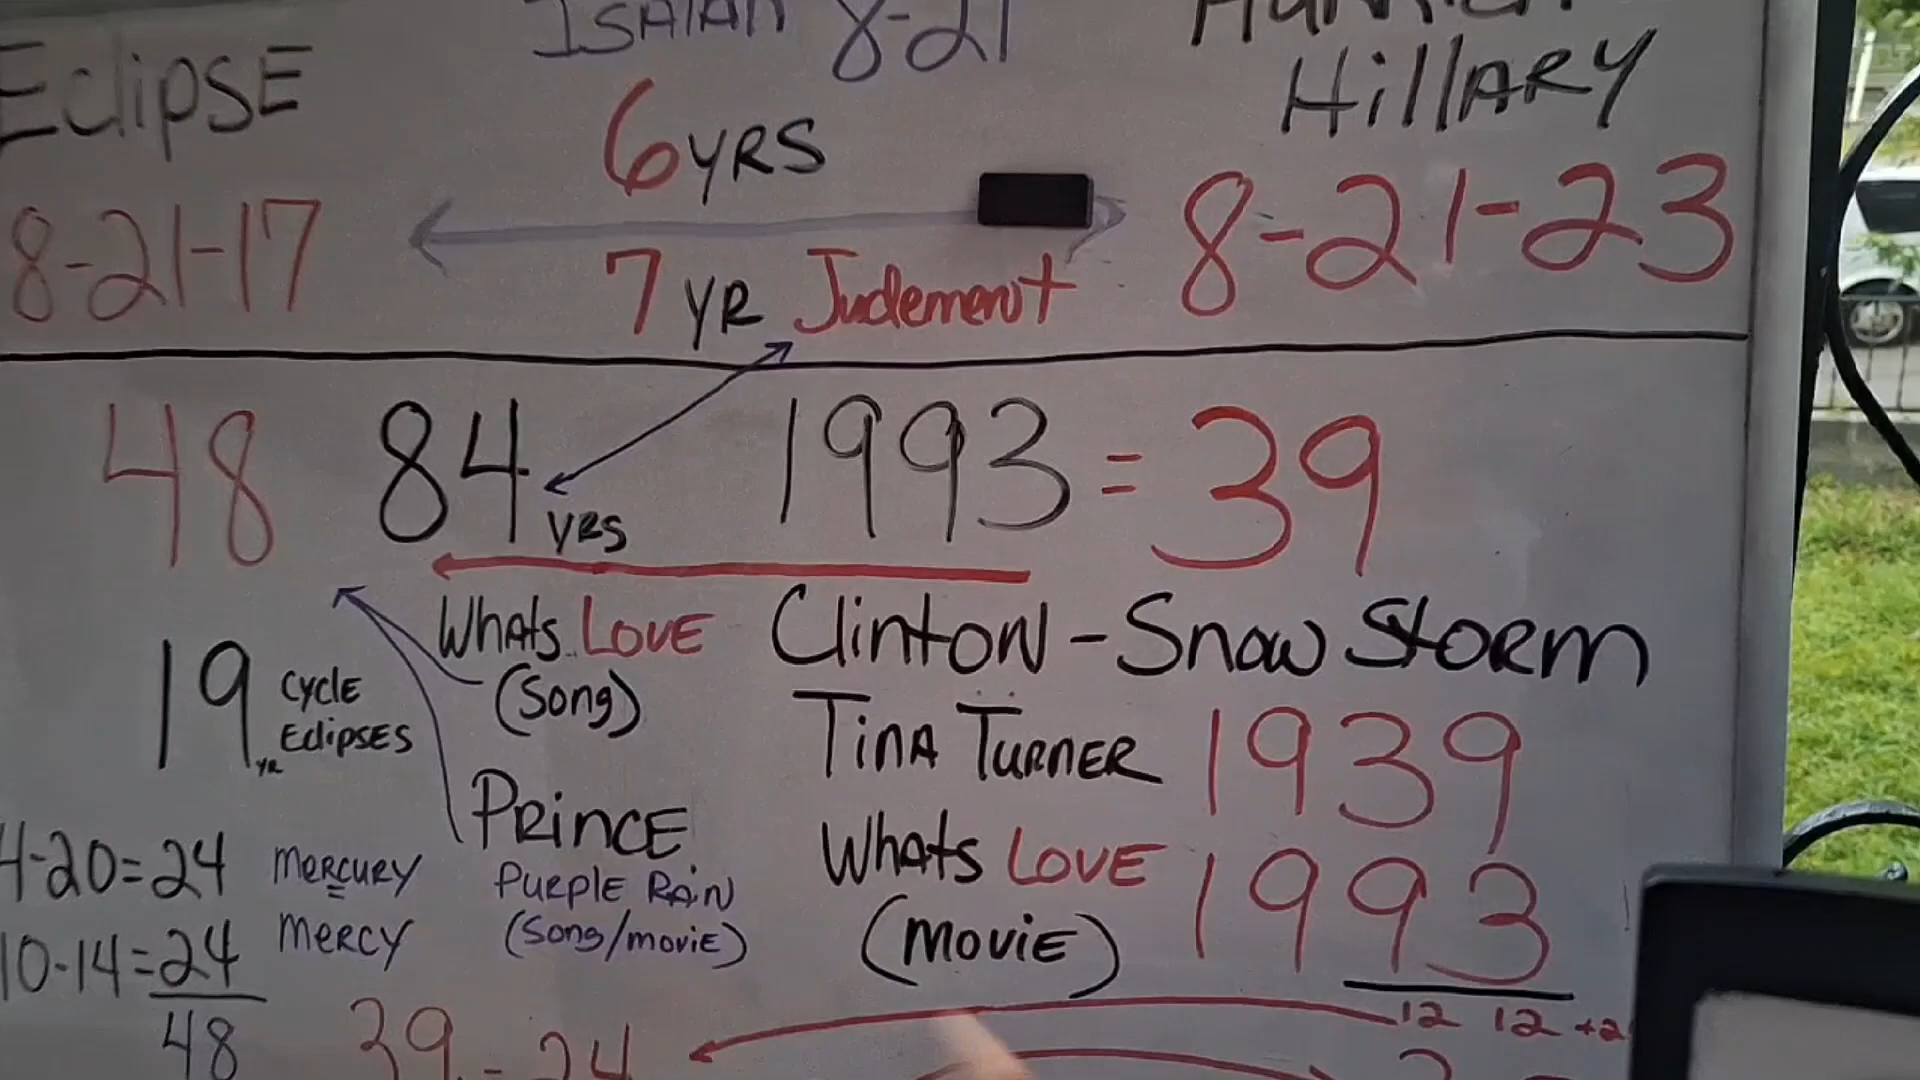 ISAIAH 8-21
EclipSE
Hillary
6 YRS
8-21-17
8-21-23
7 YR Judement
48 84 YRS 1993 = 39
Whats LOVE
(Song)
Clinton - Snow Storm
19 YR CYCLE
EclipSES
Tina Turner 1939
PRinCE
PURPLE RAiN
(Song/moviE)
Whats LOVE 1993
(moviE)
4-20=24 mercury
10-14=24 mercy
48
12 12 +2
39 - 24